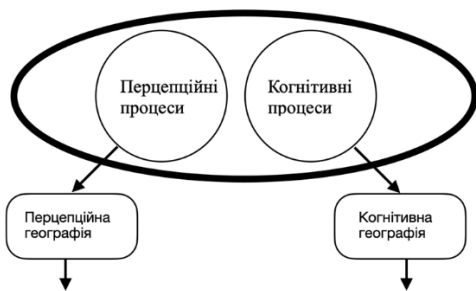 Перцепційні
процеси
Когнітивні
процеси
Перцепційна
географія
Когнітивна
географія